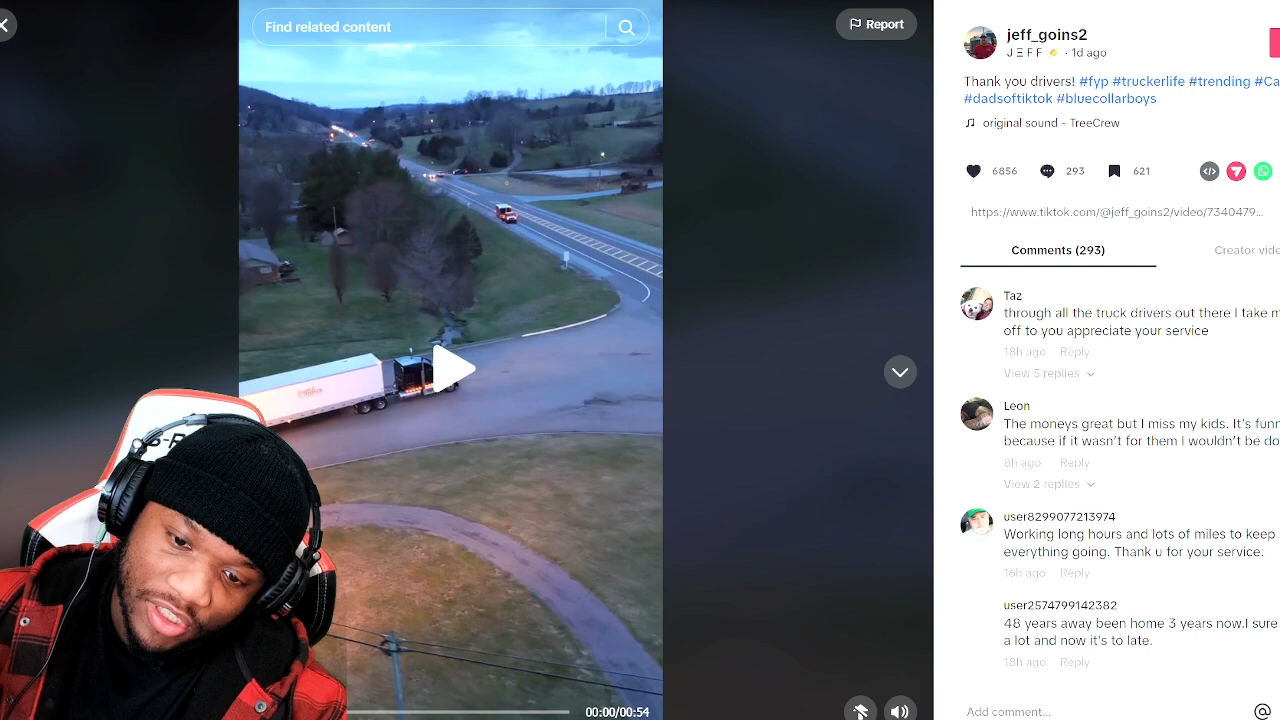 Find related content
Report
jeff_goins2
J Ξ F F · 1d ago
Thank you drivers! #fyp #truckerlife #trending #Ca
#dadsoftiktok #bluecollarboys
original sound - TreeCrew
6856
293
621
https://www.tiktok.com/@jeff_goins2/video/7340479...
Comments (293)
Creator vide
Taz
through all the truck drivers out there I take m
off to you appreciate your service
18h ago Reply
View 5 replies
Leon
The moneys great but I miss my kids. It's funn
because if it wasn't for them I wouldn't be do
8h ago Reply
View 2 replies
user8299077213974
Working long hours and lots of miles to keep
everything going. Thank u for your service.
16h ago Reply
user2574799142382
48 years away been home 3 years now.I sure
a lot and now it's to late.
18h ago Reply
00:00/00:54
Add comment...